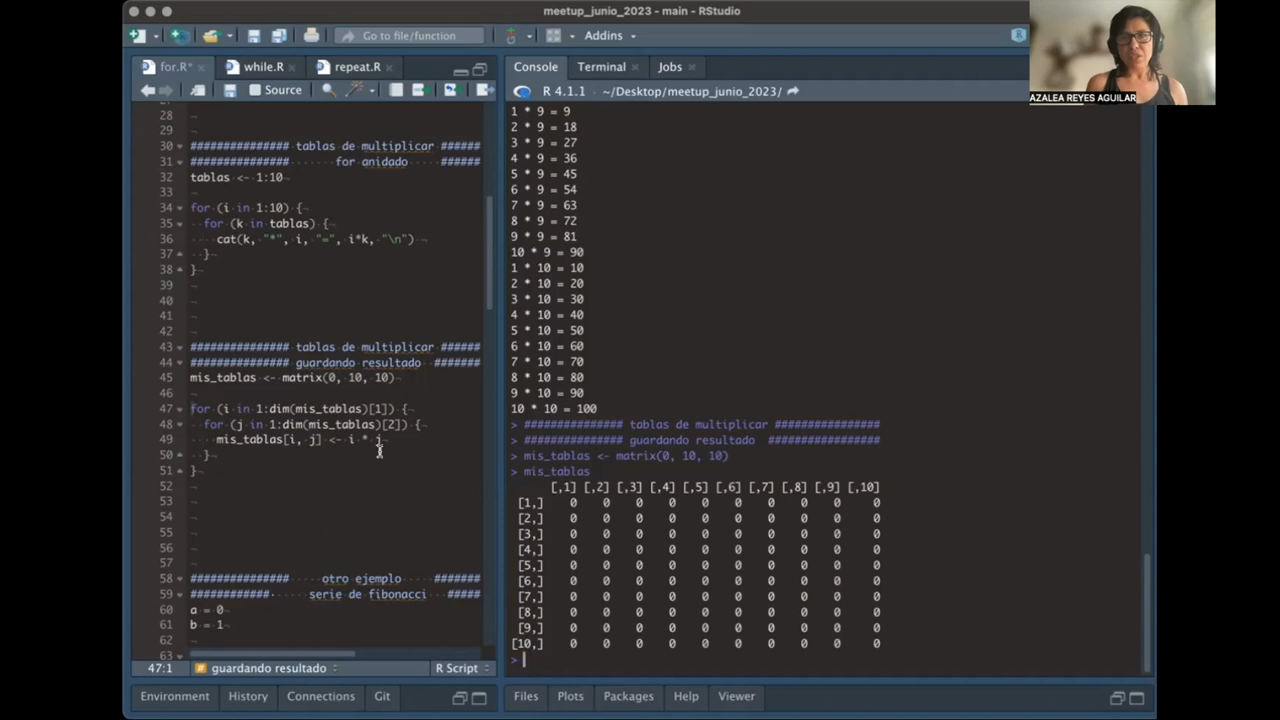 meetup_junio_2023 - main - RStudio
Go to file/function
Addins
for.R*
while.R
repeat.R
Source
28
29
30 ############### tablas de multiplicar ######
31 ############### for anidado ######
32 tablas <- 1:10
33
34 for (i in 1:10) {
35 for (k in tablas) {
36 cat(k, "*", i, "=", i*k, "\n")
37 }
38 }
39
40
41
42
43 ############### tablas de multiplicar ######
44 ############### guardando resultado #######
45 mis_tablas <- matrix(0, 10, 10)
46
47 for (i in 1:dim(mis_tablas)[1]) {
48 for (j in 1:dim(mis_tablas)[2]) {
49 mis_tablas[i, j] <- i * j
50 }
51 }
52
53
54
55
56
57
58 ############### otro ejemplo #######
59 ############ serie de fibonacci #####
60 a = 0
61 b = 1
62
63
47:1 # guardando resultado
R Script
Environment History Connections Git
Console Terminal Jobs
R 4.1.1 · ~/Desktop/meetup_junio_2023/
1 * 9 = 9
2 * 9 = 18
3 * 9 = 27
4 * 9 = 36
5 * 9 = 45
6 * 9 = 54
7 * 9 = 63
8 * 9 = 72
9 * 9 = 81
10 * 9 = 90
1 * 10 = 10
2 * 10 = 20
3 * 10 = 30
4 * 10 = 40
5 * 10 = 50
6 * 10 = 60
7 * 10 = 70
8 * 10 = 80
9 * 10 = 90
10 * 10 = 100
> ############### tablas de multiplicar ################
> ############### guardando resultado #################
> mis_tablas <- matrix(0, 10, 10)
> mis_tablas
[,1] [,2] [,3] [,4] [,5] [,6] [,7] [,8] [,9] [,10]
[1,] 0 0 0 0 0 0 0 0 0 0
[2,] 0 0 0 0 0 0 0 0 0 0
[3,] 0 0 0 0 0 0 0 0 0 0
[4,] 0 0 0 0 0 0 0 0 0 0
[5,] 0 0 0 0 0 0 0 0 0 0
[6,] 0 0 0 0 0 0 0 0 0 0
[7,] 0 0 0 0 0 0 0 0 0 0
[8,] 0 0 0 0 0 0 0 0 0 0
[9,] 0 0 0 0 0 0 0 0 0 0
[10,] 0 0 0 0 0 0 0 0 0 0
>
Files Plots Packages Help Viewer
AZALEA REYES AGUILAR